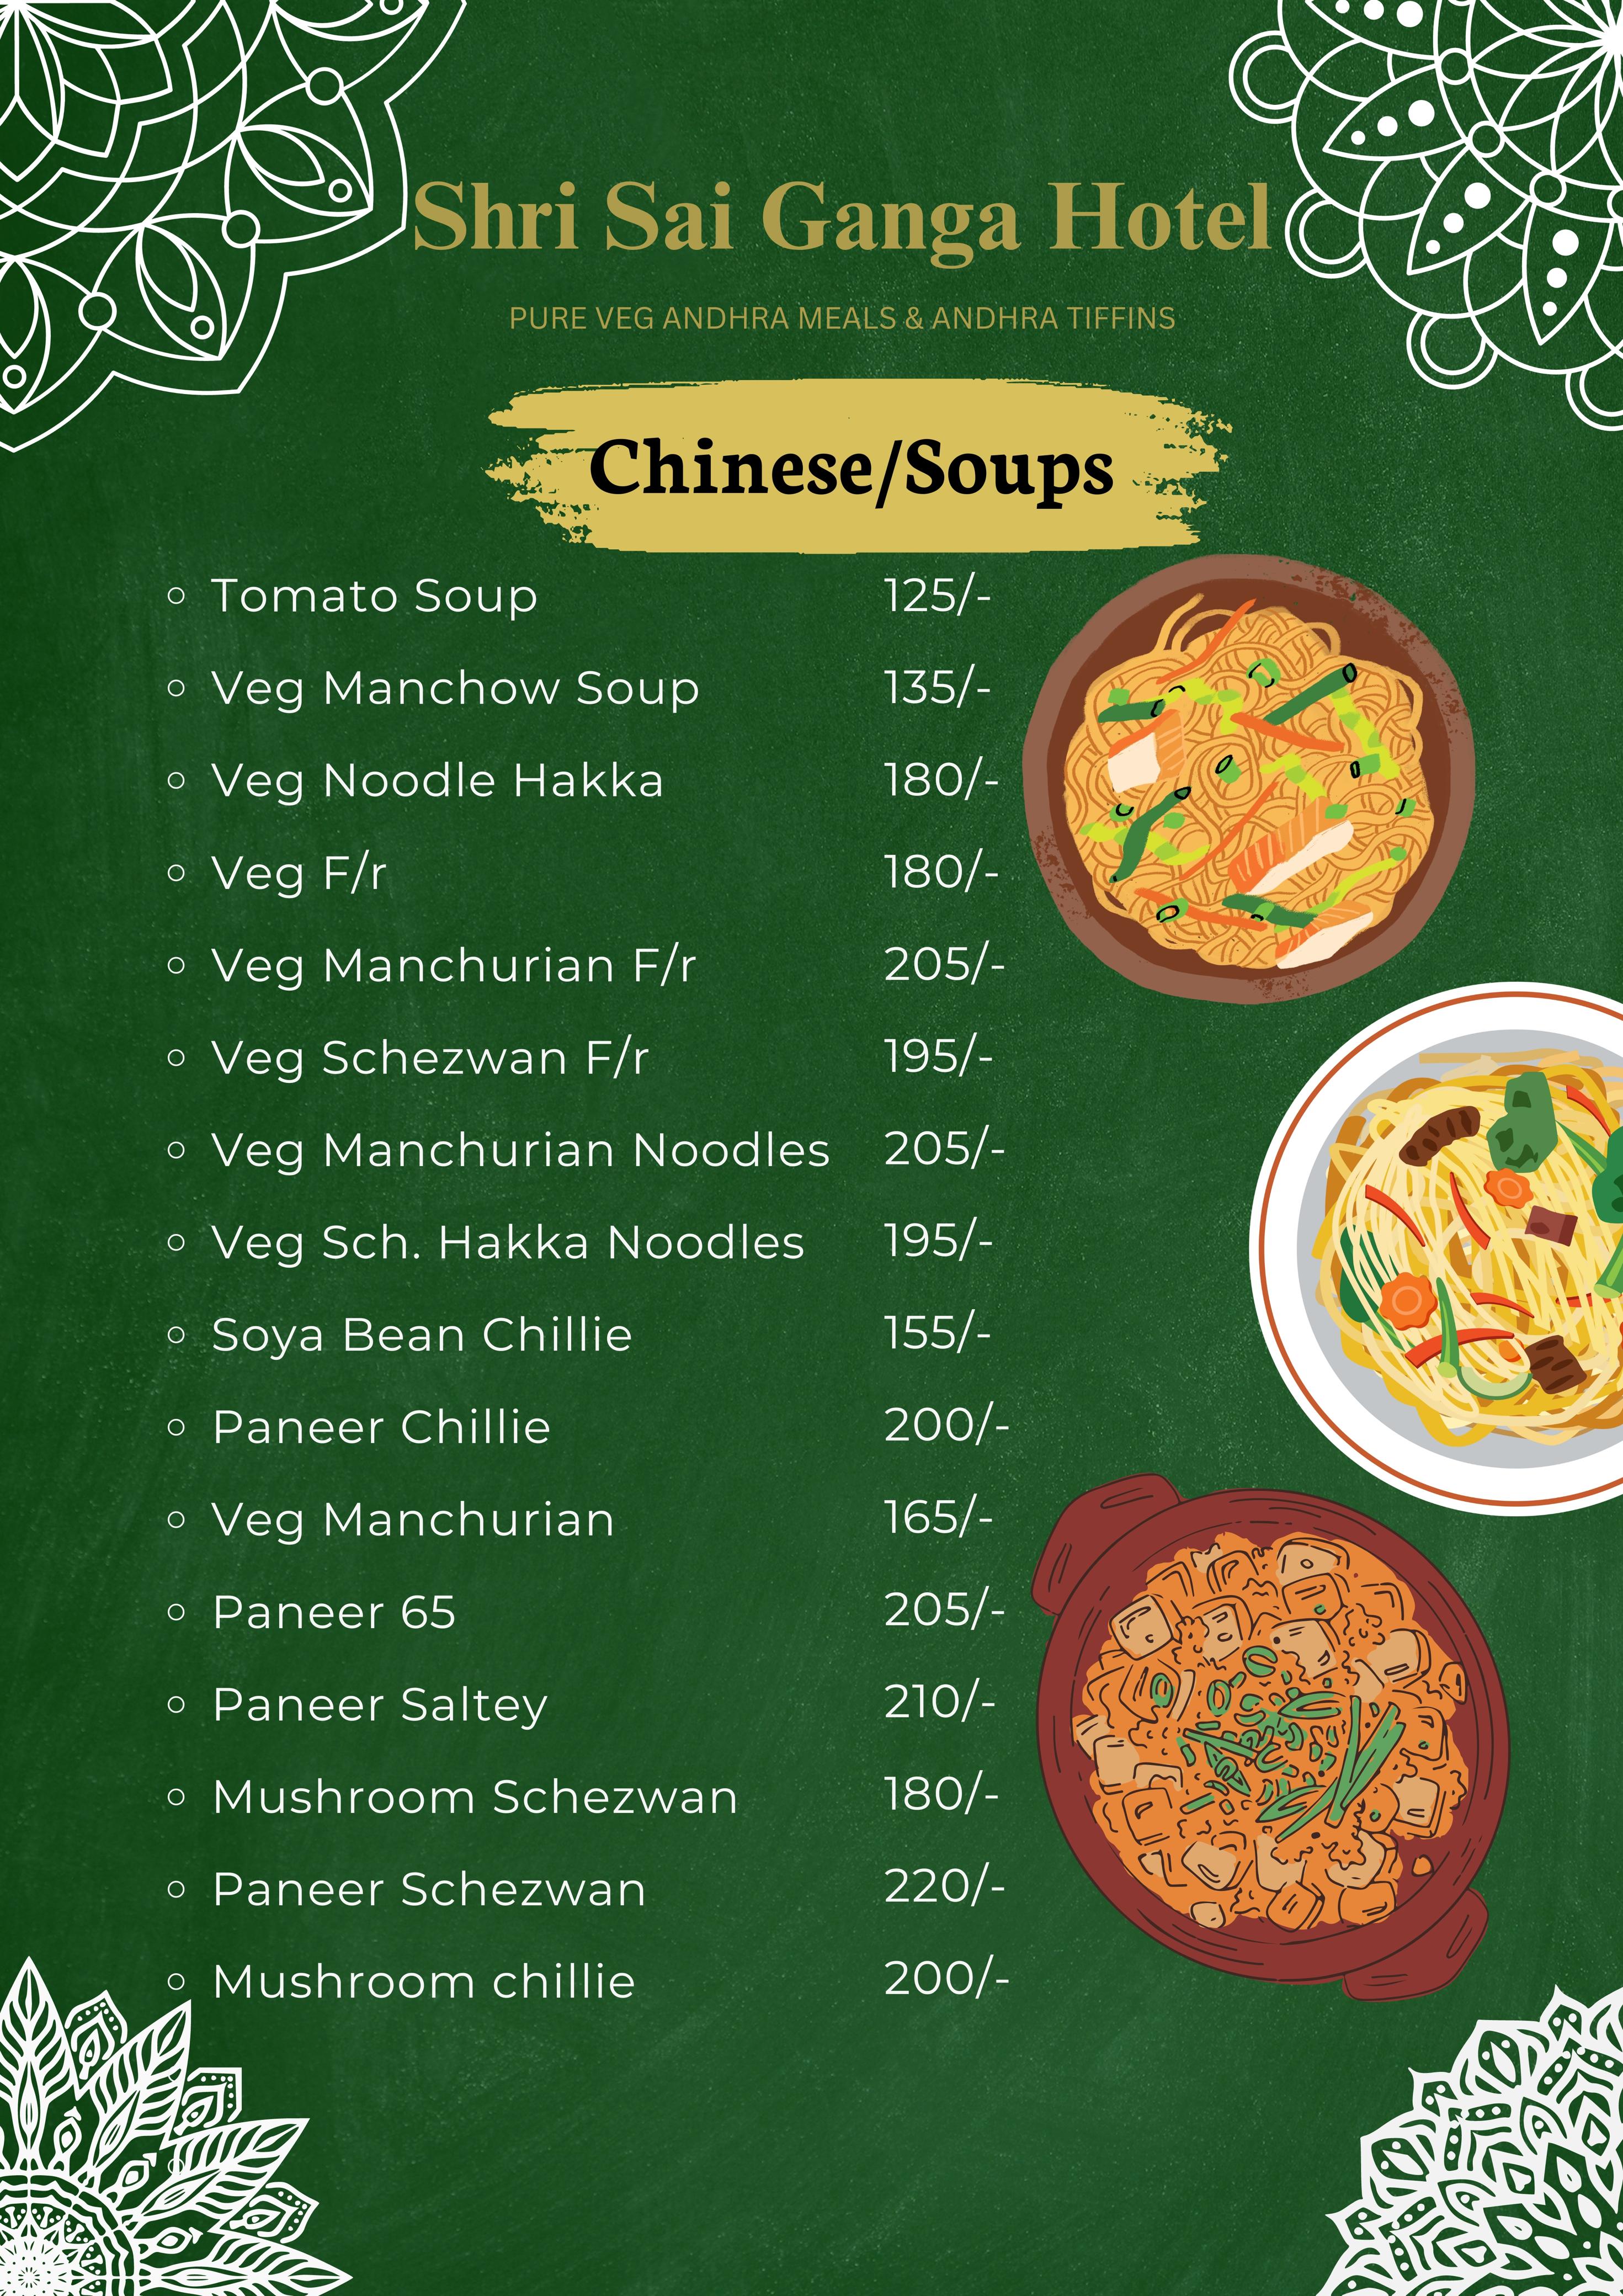 Shri Sai Ganga Hotel
PURE VEG ANDHRA MEALS & ANDHRA TIFFINS
Chinese/Soups
Tomato Soup 125/-
Veg Manchow Soup 135/-
Veg Noodle Hakka 180/-
Veg F/r 180/-
Veg Manchurian F/r 205/-
Veg Schezwan F/r 195/-
Veg Manchurian Noodles 205/-
Veg Sch. Hakka Noodles 195/-
Soya Bean Chillie 155/-
Paneer Chillie 200/-
Veg Manchurian 165/-
Paneer 65 205/-
Paneer Saltey 210/-
Mushroom Schezwan 180/-
Paneer Schezwan 220/-
Mushroom chillie 200/-